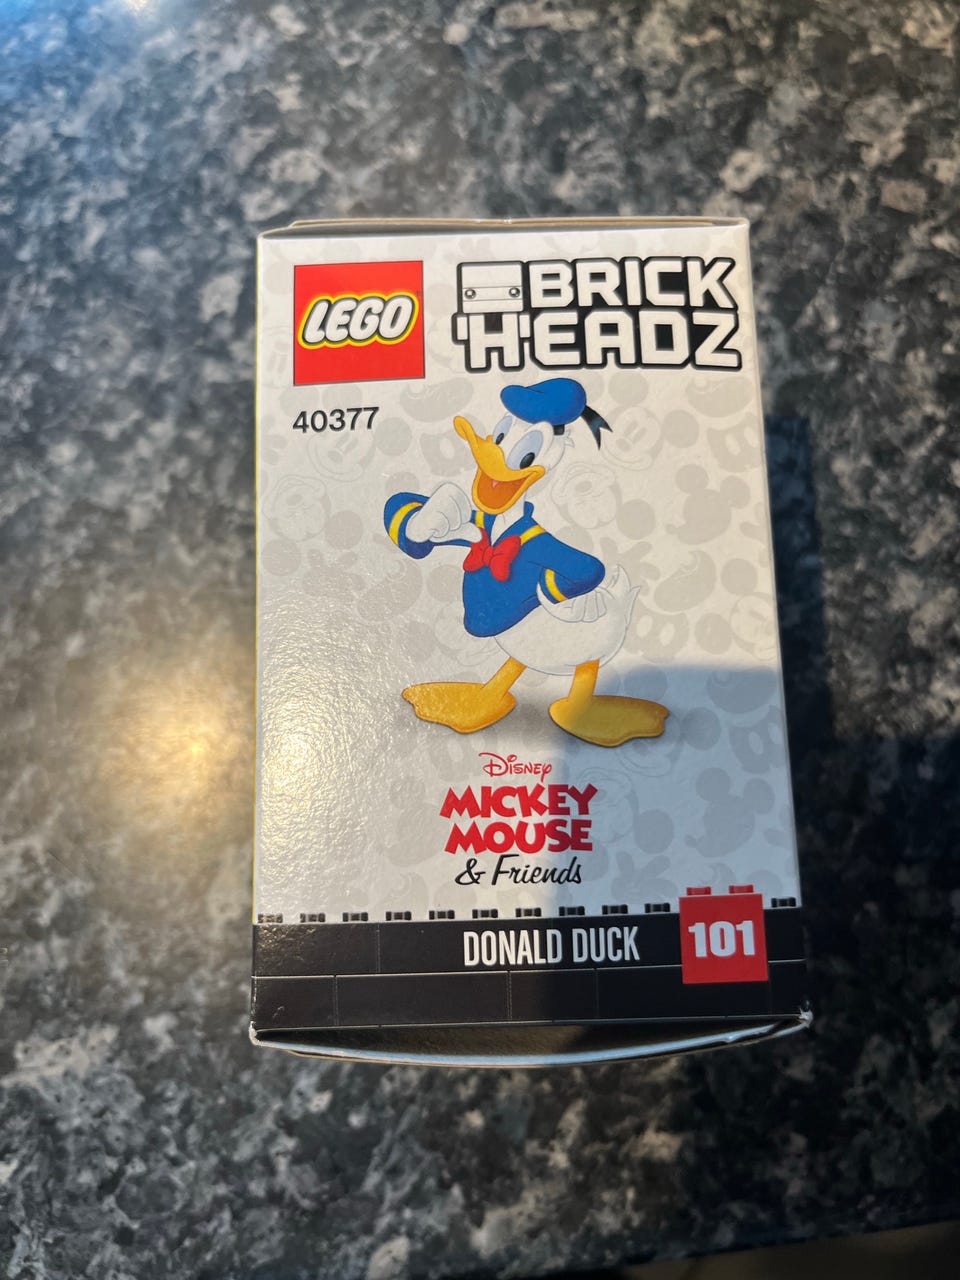 LEGO
BRICK
HEADZ
40377
Disney
MICKEY
MOUSE
& Friends
DONALD DUCK
101